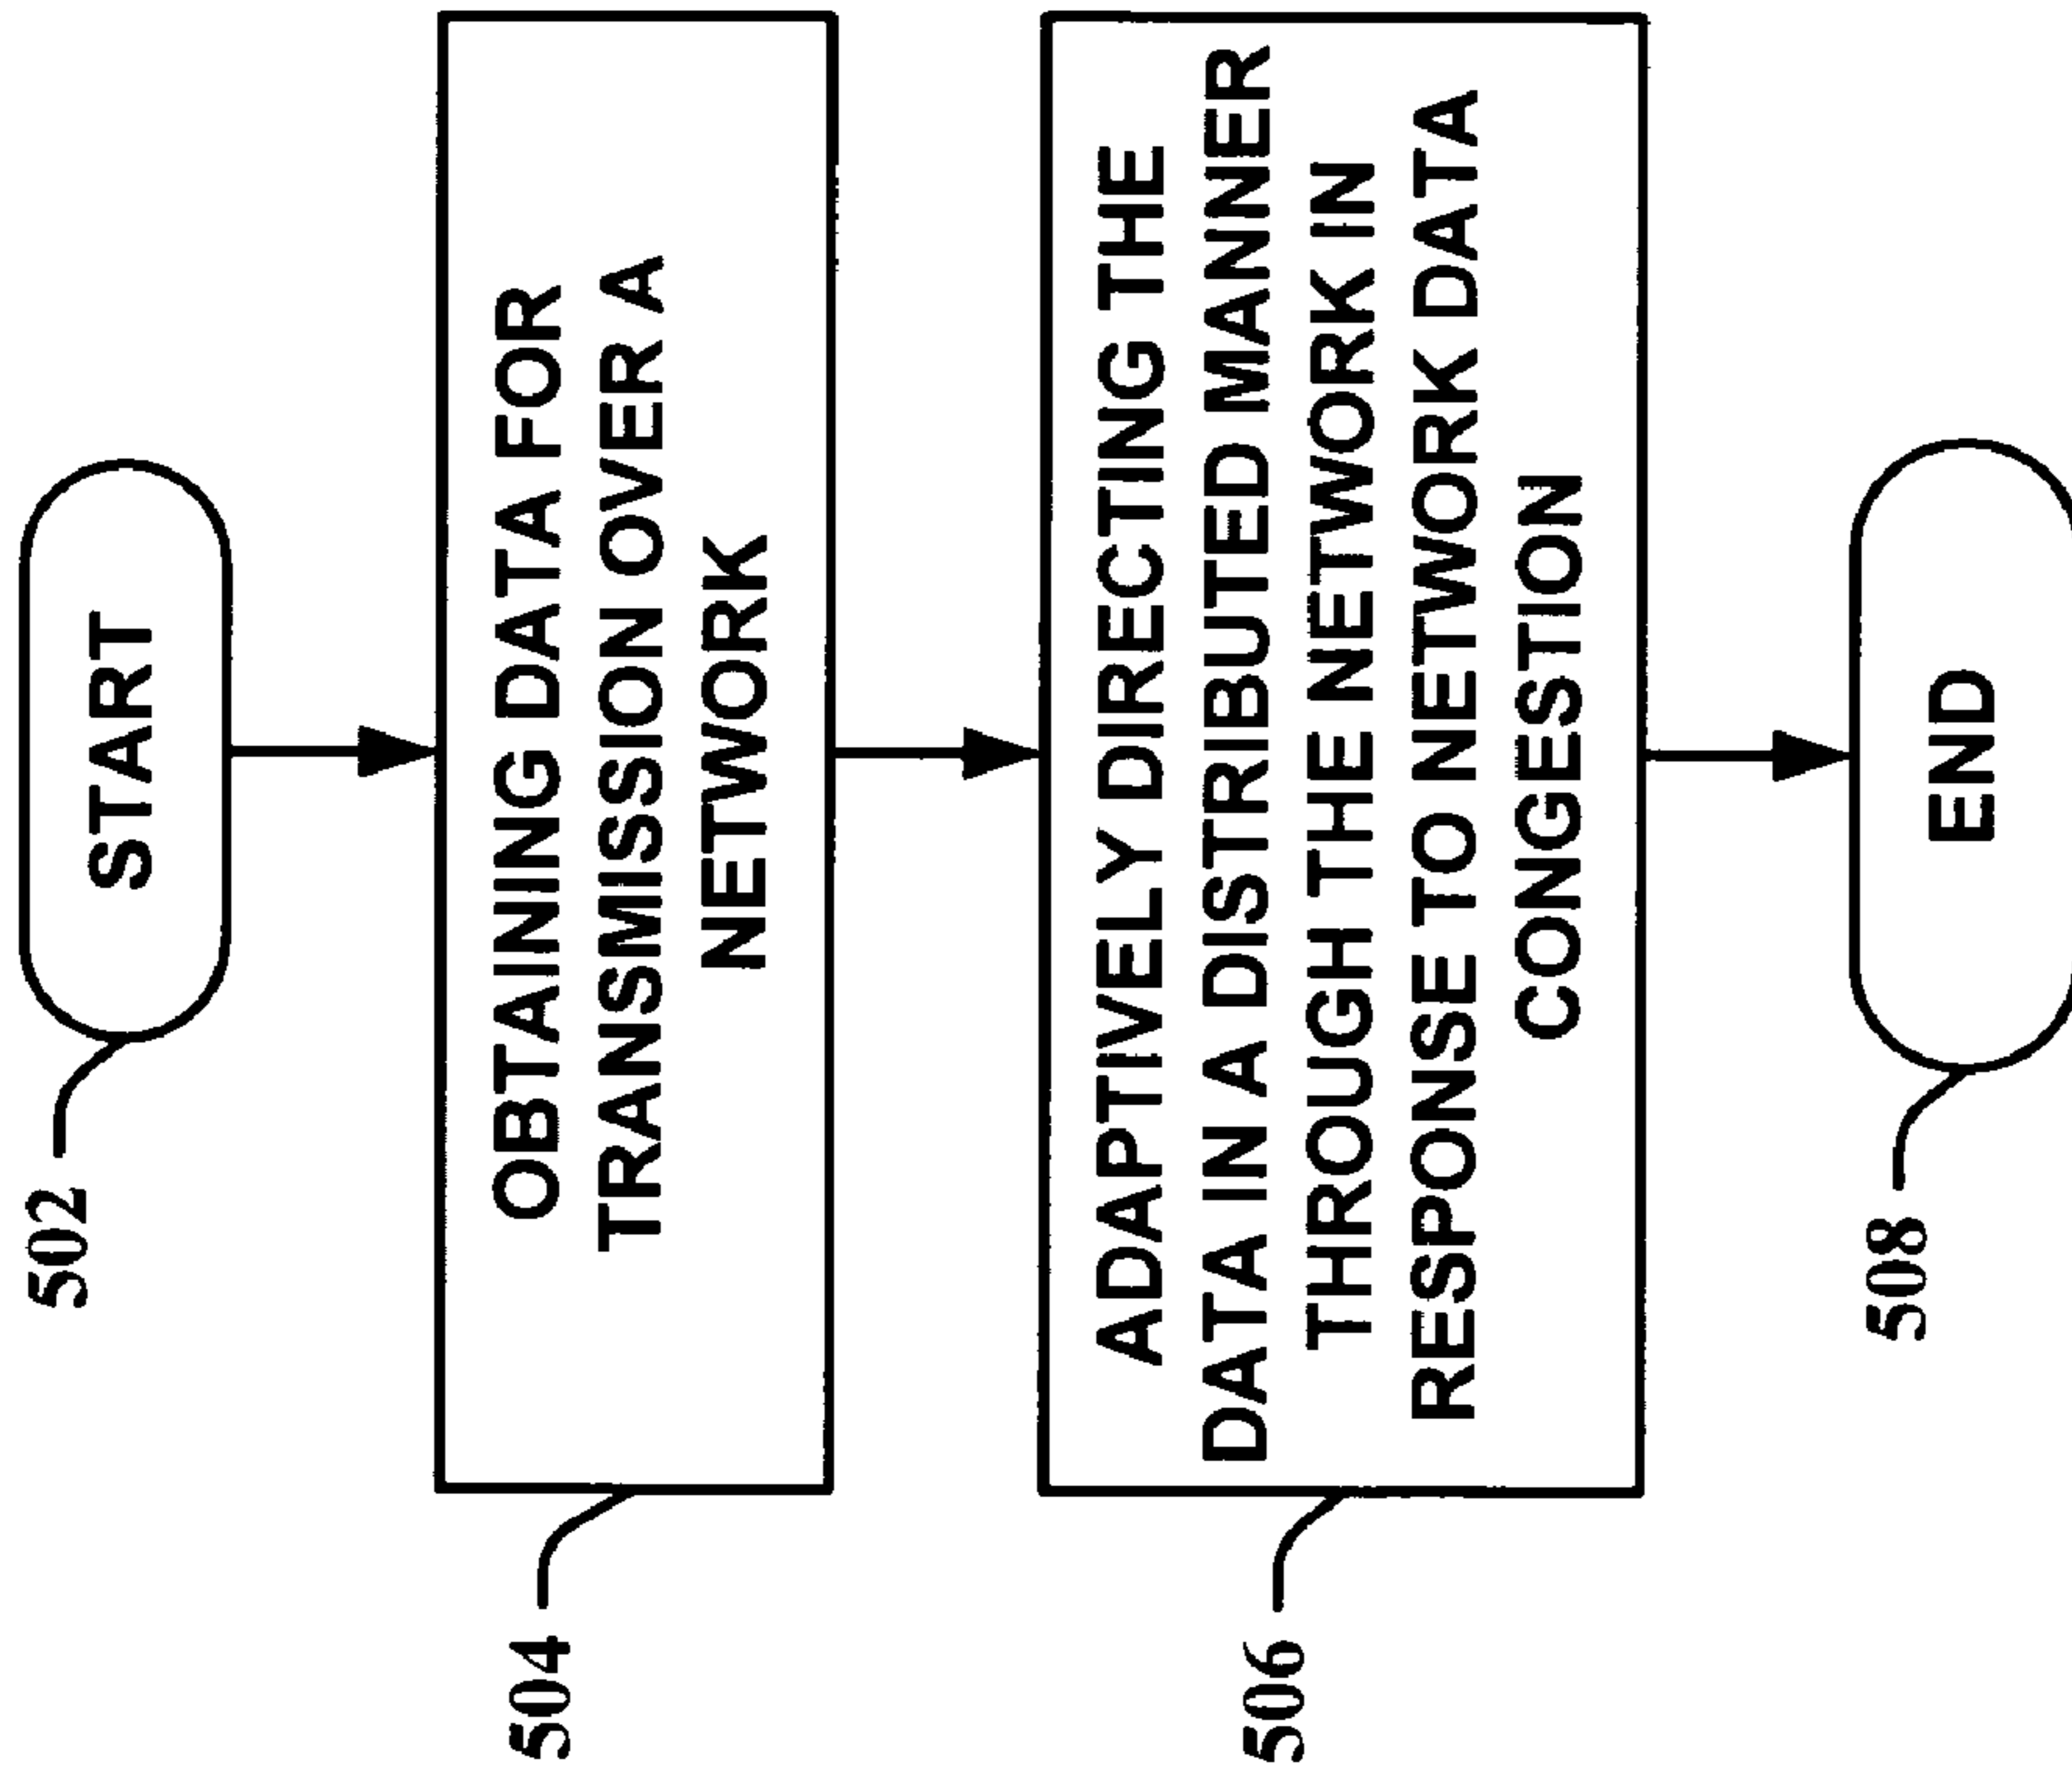 502
START
504
OBTAINING DATA FOR
TRANSMISSION OVER A
NETWORK
506
ADAPTIVELY DIRECTING THE
DATA IN A DISTRIBUTED MANNER
THROUGH THE NETWORK IN
RESPONSE TO NETWORK DATA
CONGESTION
508
END